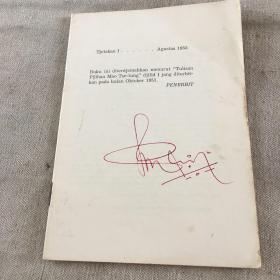 Tjetakan I . . . . . . . Agustus 1955
Buku ini diterdjemahkan menurut "Tulisan
Pilihan Mao Tse-tung" djilid I jang diterbit-
kan pada bulan Oktober 1951.
PENERBIT